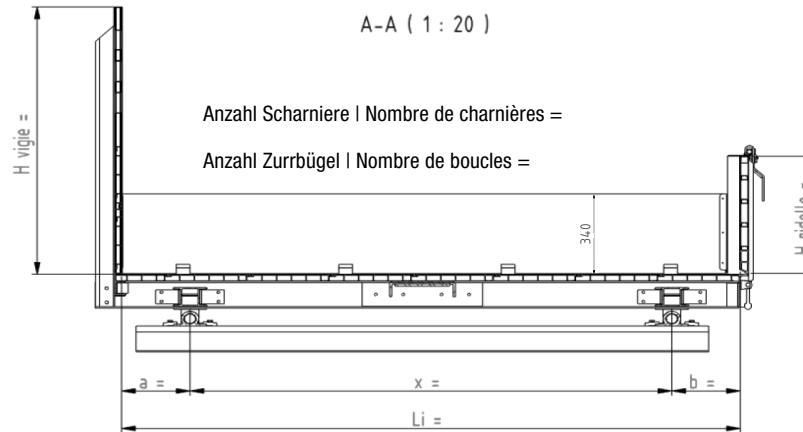 A-A ( 1 : 20 )
H vigie =
Anzahl Scharniere | Nombre de charnières =
Anzahl Zurrbügel | Nombre de boucles =
340
a =
x =
b =
Li =